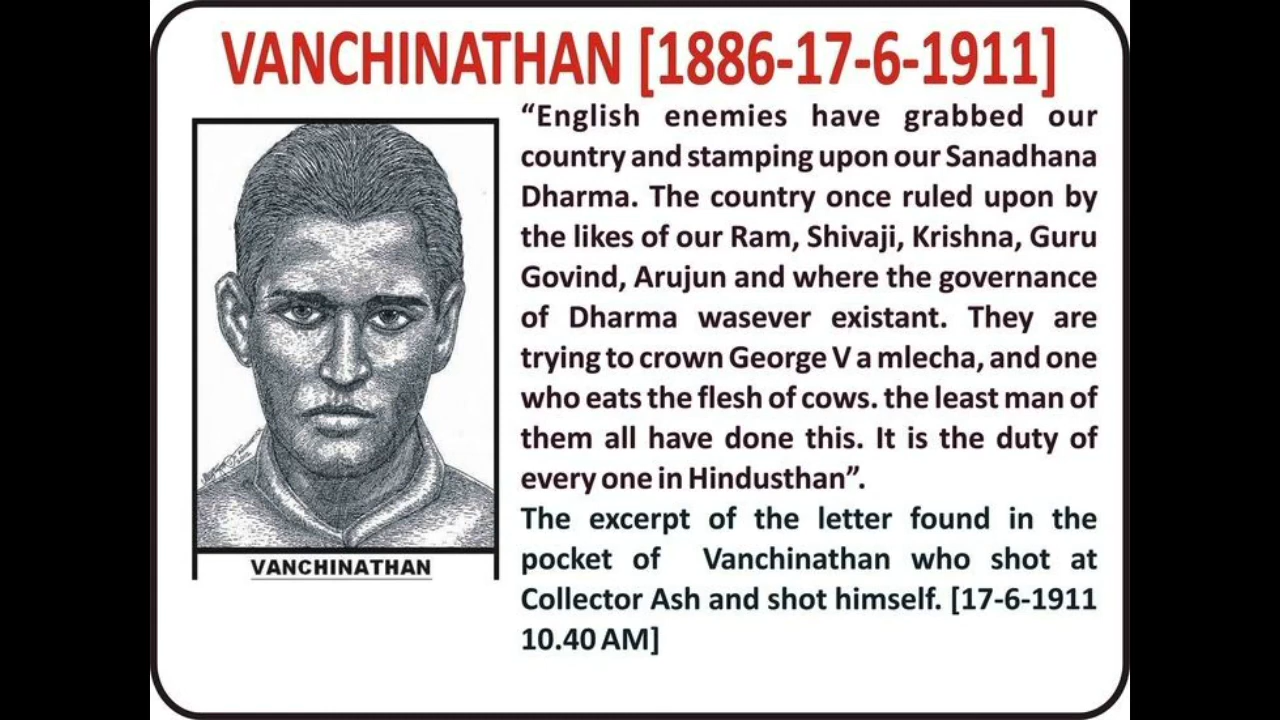 VANCHINATHAN [1886-17-6-1911]
“English enemies have grabbed our
country and stamping upon our Sanadhana
Dharma. The country once ruled upon by
the likes of our Ram, Shivaji, Krishna, Guru
Govind, Arujun and where the governance
of Dharma wasever existant. They are
trying to crown George V a mlecha, and one
who eats the flesh of cows. the least man of
them all have done this. It is the duty of
every one in Hindusthan”.
The excerpt of the letter found in the
pocket of Vanchinathan who shot at
Collector Ash and shot himself. [17-6-1911
10.40 AM]
VANCHINATHAN